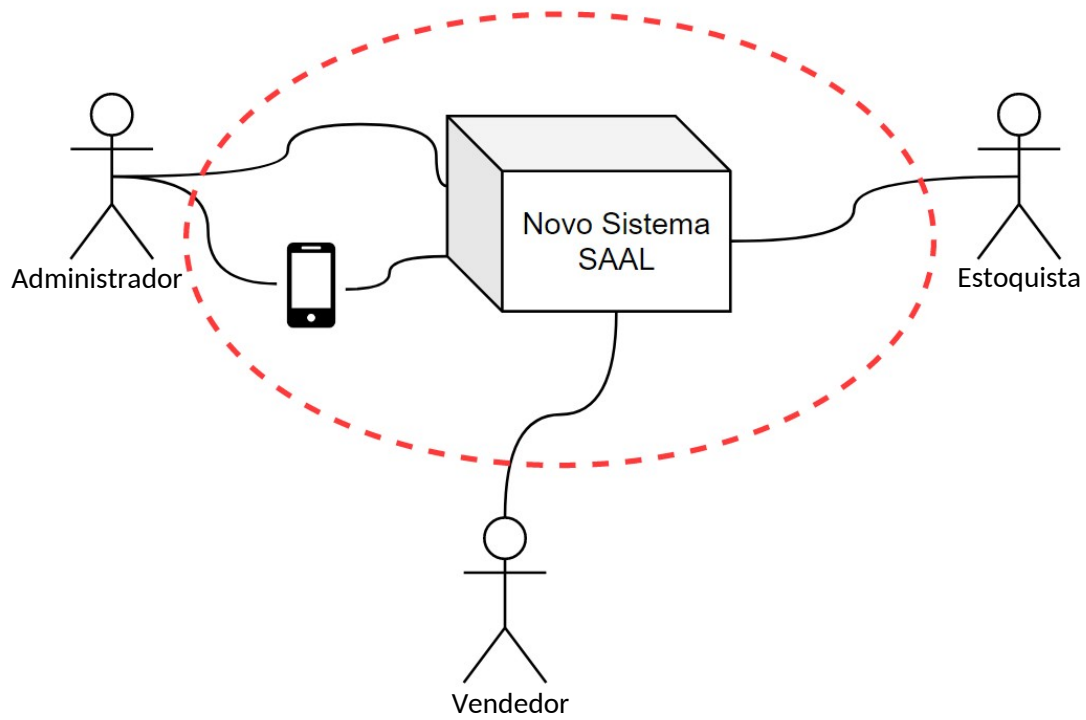 Novo Sistema
SAAL
Administrador
Estoquista
Vendedor